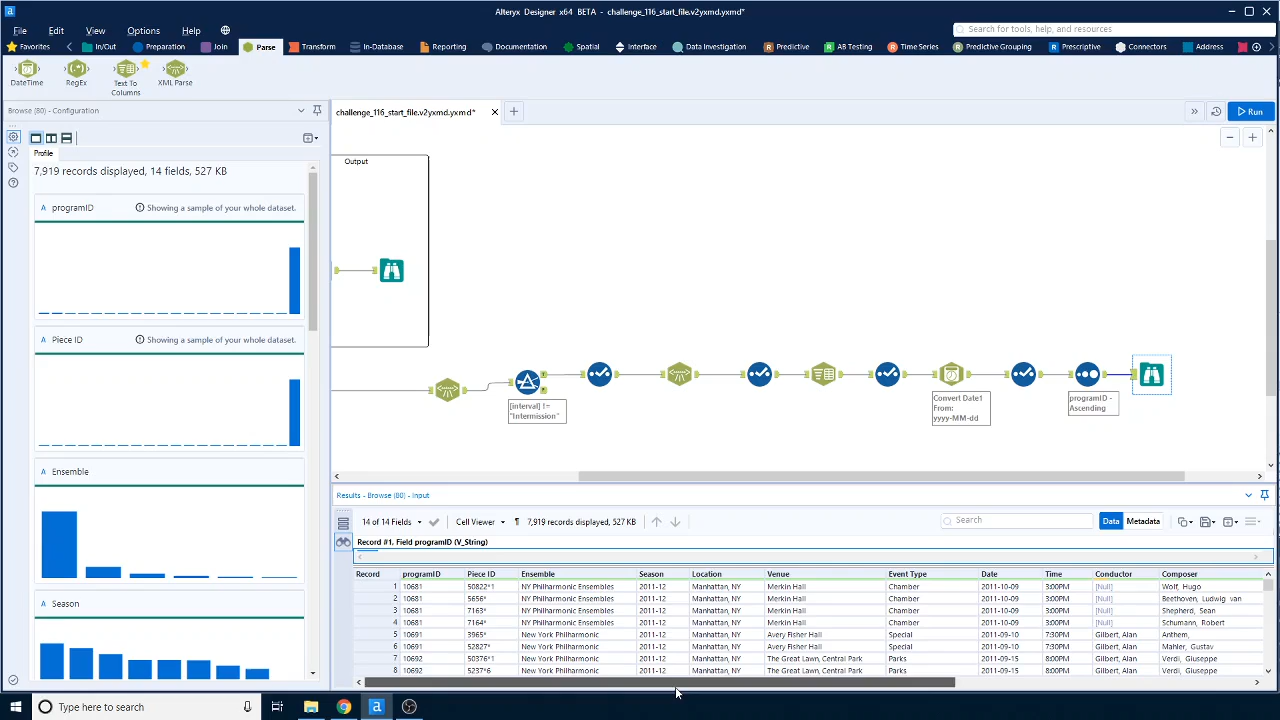 Alteryx Designer x64 BETA - challenge_116_start_file.v2yxmd.yxmd*
File Edit View Options Help
Search for tools, help, and resources
Favorites In/Out Preparation Join Parse Transform In-Database Reporting Documentation Spatial Interface Data Investigation Predictive AB Testing Time Series Predictive Grouping Prescriptive Connectors Address
DateTime RegEx Text To Columns XML Parse
Browse (80) - Configuration
challenge_116_start_file.v2yxmd.yxmd*
Run
Profile
7,919 records displayed, 14 fields, 527 KB
A programID Showing a sample of your whole dataset.
A Piece ID Showing a sample of your whole dataset.
A Ensemble
A Season
Output
[interval] !=
"Intermission"
Convert Date1
From:
yyyy-MM-dd
programID -
Ascending
Results - Browse (80) - Input
14 of 14 Fields Cell Viewer 7,919 records displayed, 527 KB Search Data Metadata
Record #1, Field programID (V_String)
Record programID Piece ID Ensemble Season Location Venue Event Type Date Time Conductor Composer
1 10681 50822*1 NY Philharmonic Ensembles 2011-12 Manhattan, NY Merkin Hall Chamber 2011-10-09 3:00PM [Null] Wolf, Hugo
2 10681 5656* NY Philharmonic Ensembles 2011-12 Manhattan, NY Merkin Hall Chamber 2011-10-09 3:00PM [Null] Beethoven, Ludwig van
3 10681 7163* NY Philharmonic Ensembles 2011-12 Manhattan, NY Merkin Hall Chamber 2011-10-09 3:00PM [Null] Shepherd, Sean
4 10681 7164* NY Philharmonic Ensembles 2011-12 Manhattan, NY Merkin Hall Chamber 2011-10-09 3:00PM [Null] Schumann, Robert
5 10691 3965* New York Philharmonic 2011-12 Manhattan, NY Avery Fisher Hall Special 2011-09-10 7:30PM Gilbert, Alan Anthem,
6 10691 52827* New York Philharmonic 2011-12 Manhattan, NY Avery Fisher Hall Special 2011-09-10 7:30PM Gilbert, Alan Mahler, Gustav
7 10692 50376*1 New York Philharmonic 2011-12 Manhattan, NY The Great Lawn, Central Park Parks 2011-09-15 8:00PM Gilbert, Alan Verdi, Giuseppe
8 10692 5237*6 New York Philharmonic 2011-12 Manhattan, NY The Great Lawn, Central Park Parks 2011-09-15 8:00PM Gilbert, Alan Verdi, Giuseppe
Type here to search